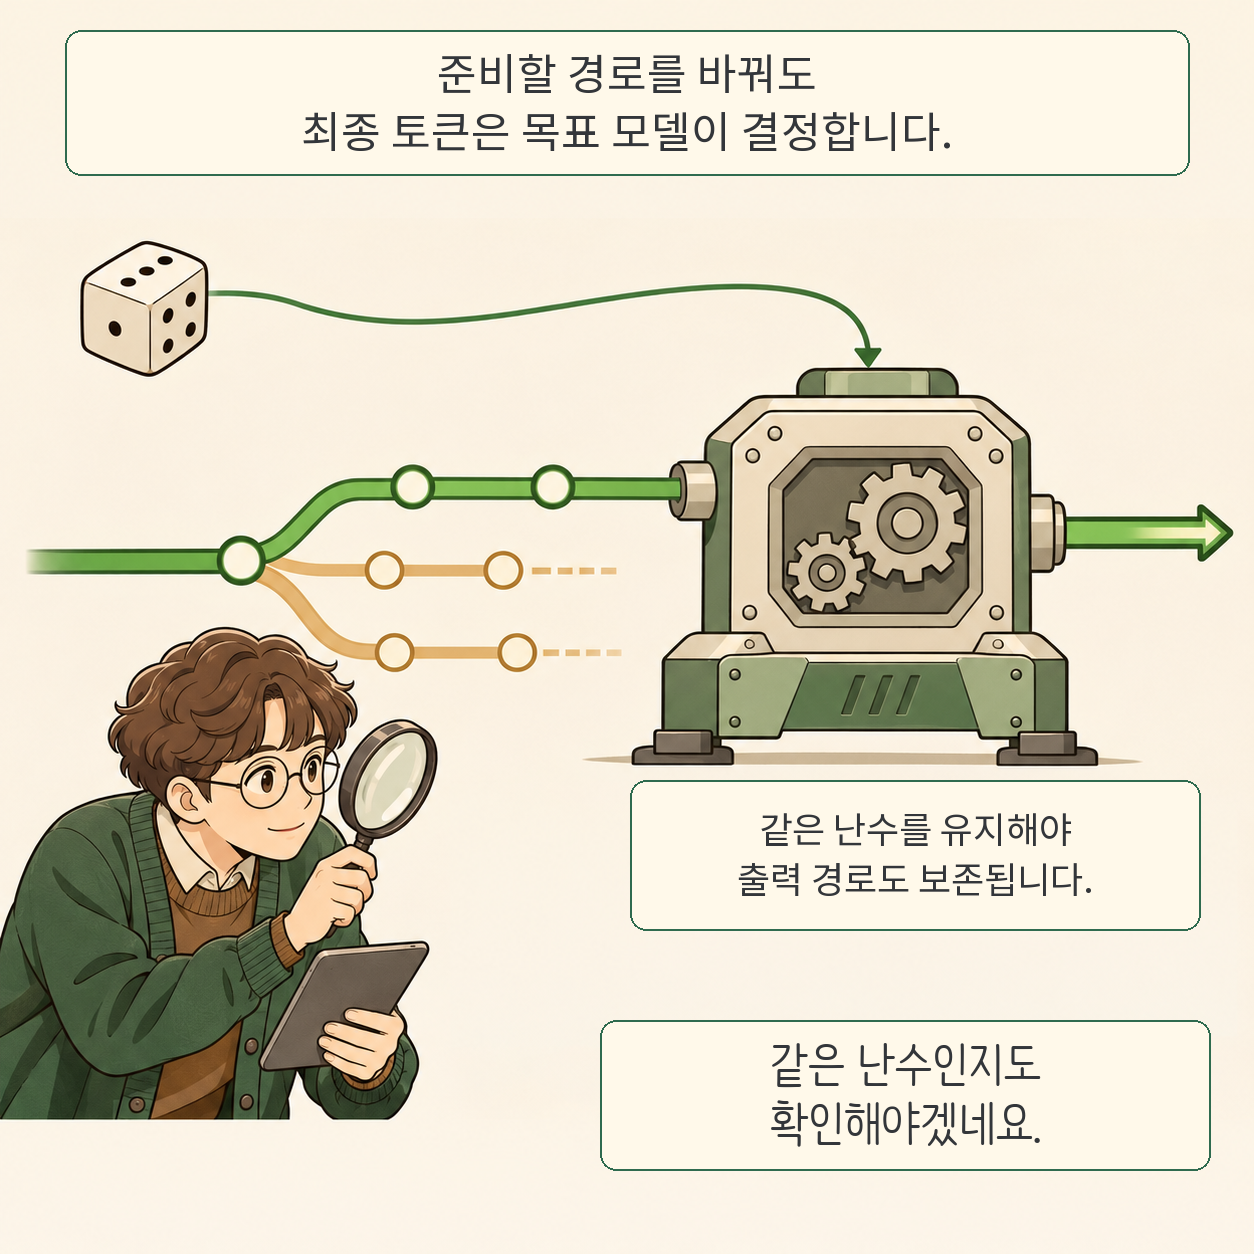 준비할 경로를 바꿔도
최종 토큰은 목표 모델이 결정합니다.
같은 난수를 유지해야
출력 경로도 보존됩니다.
같은 난수인지도
확인해야겠네요.